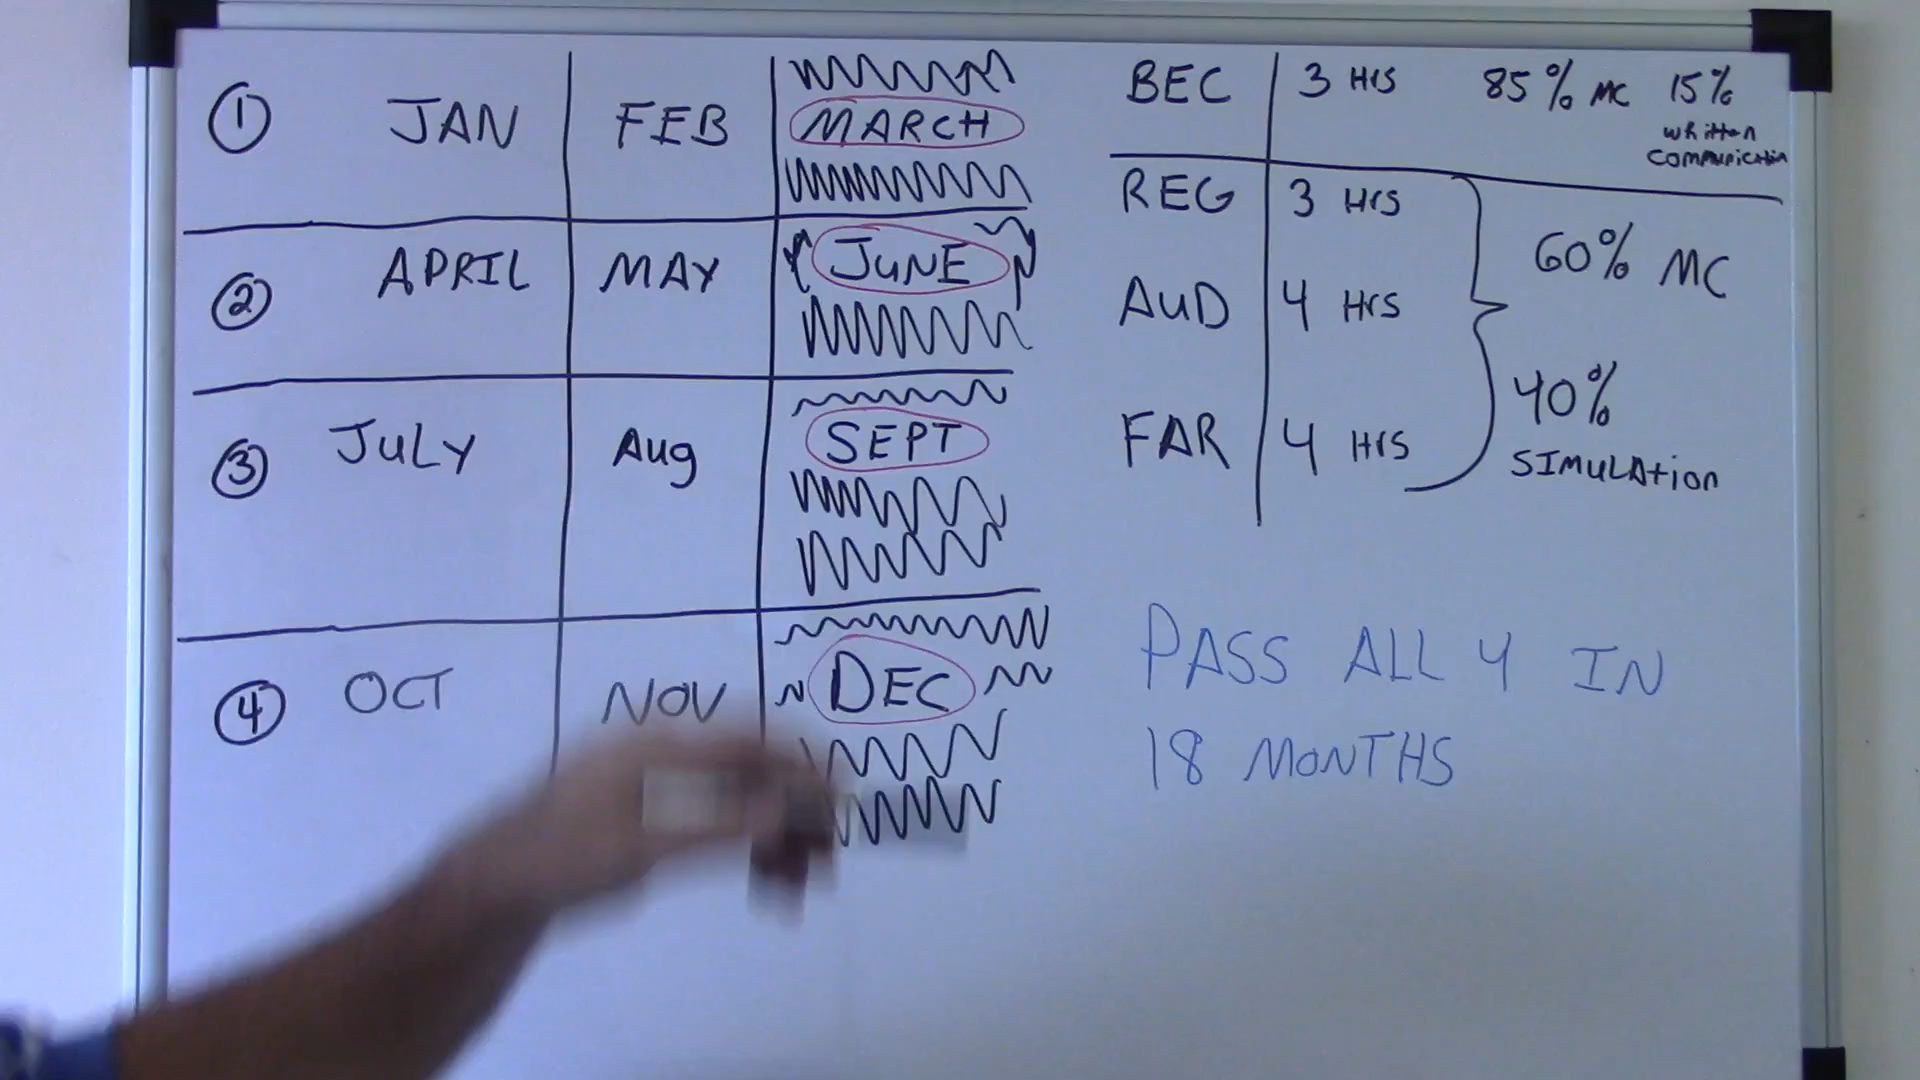 ① JAN FEB MARCH
② APRIL MAY JUNE
③ JULY Aug SEPT
④ OCT NOV DEC
BEC 3 Hrs 85% MC 15%
whitten
communication
REG 3 Hrs
AUD 4 Hrs
FAR 4 Hrs
60% MC
40%
SIMULAtion
PASS ALL 4 IN
18 MONTHS